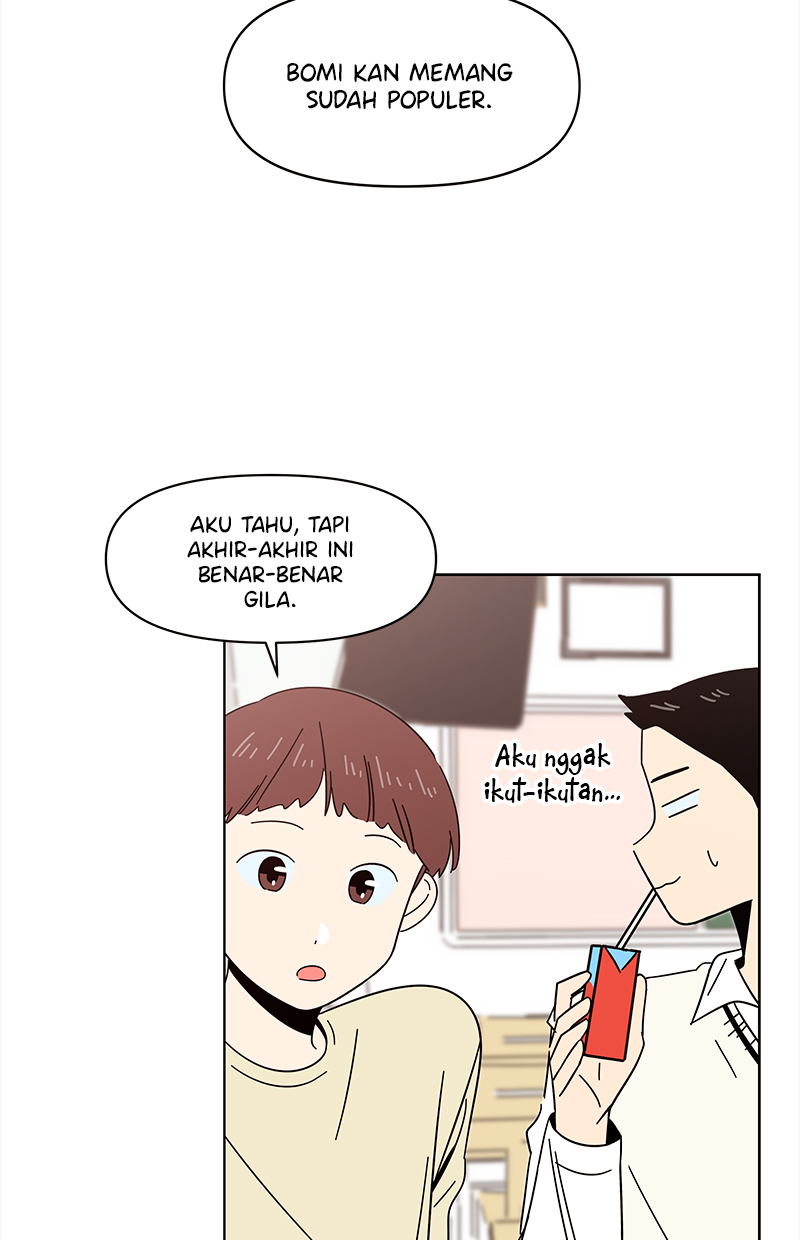 BOMI KAN MEMANG
SUDAH POPULER.
AKU TAHU, TAPI
AKHIR-AKHIR INI
BENAR-BENAR
GILA.
Aku nggak
ikut-ikutan...